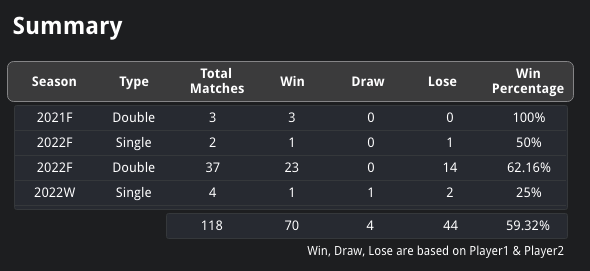 Summary
Season Type Total Matches Win Draw Lose Win Percentage
2021F Double 3 3 0 0 100%
2022F Single 2 1 0 1 50%
2022F Double 37 23 0 14 62.16%
2022W Single 4 1 1 2 25%
118 70 4 44 59.32%
Win, Draw, Lose are based on Player1 & Player2